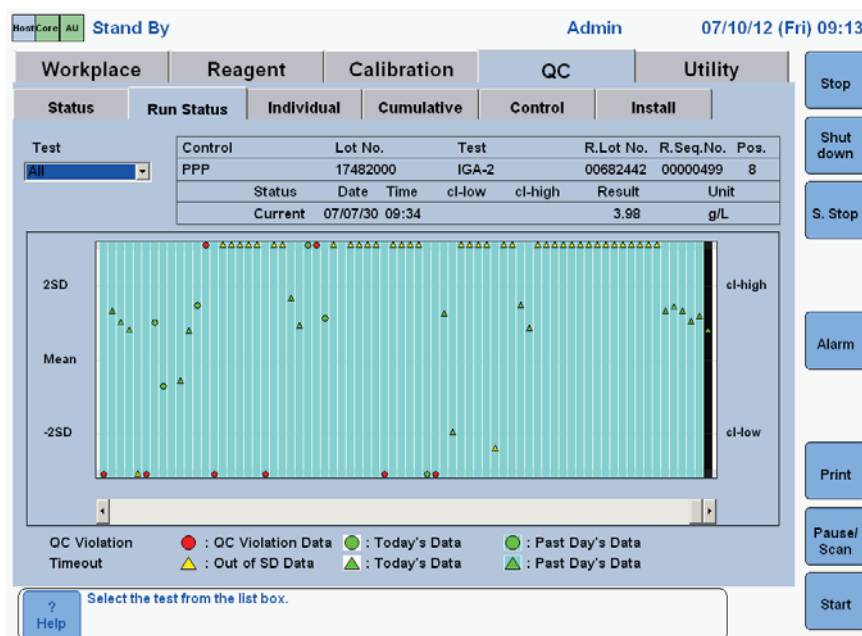 Host Core AU Stand By Admin 07/10/12 (Fri) 09:13
Workplace Reagent Calibration QC Utility
Status Run Status Individual Cumulative Control Install
Test
All
Control Lot No. Test R.Lot No. R.Seq.No. Pos.
PPP 17482000 IGA-2 00682442 00000499 8
Status Date Time cl-low cl-high Result Unit
Current 07/07/30 09:34 3.98 g/L
2SD cl-high
Mean
-2SD cl-low
QC Violation : QC Violation Data : Today's Data : Past Day's Data
Timeout : Out of SD Data : Today's Data : Past Day's Data
? Help
Select the test from the list box.
Stop
Shut down
S. Stop
Alarm
Print
Pause/ Scan
Start